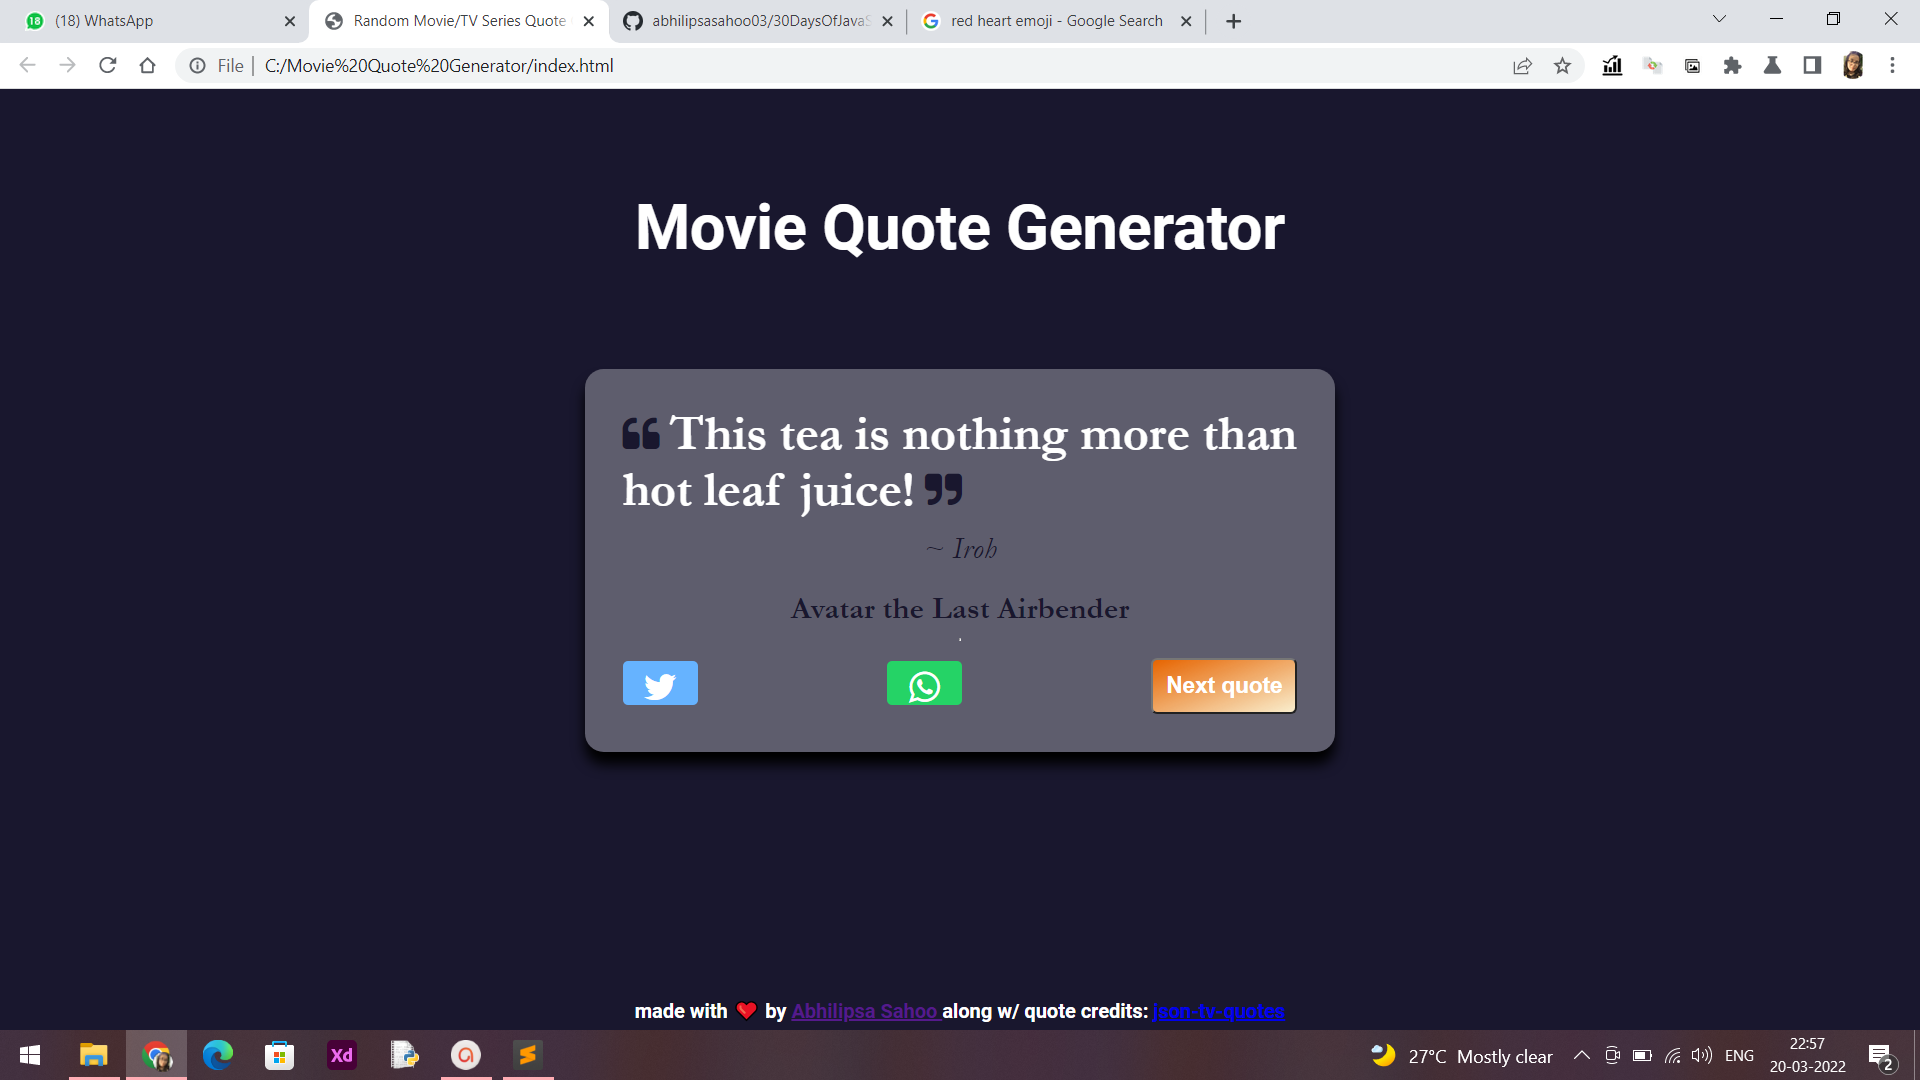 18
(18) WhatsApp
Random Movie/TV Series Quote
abhilipsasahoo03/30DaysOfJavaS
red heart emoji - Google Search
File
C:/Movie%20Quote%20Generator/index.html
Movie Quote Generator
This tea is nothing more than
hot leaf juice!
~ Iroh
Avatar the Last Airbender
Next quote
made with ❤️ by Abhilipsa Sahoo along w/ quote credits: json-tv-quotes
Xd
27°C Mostly clear
ENG
22:57
20-03-2022
2